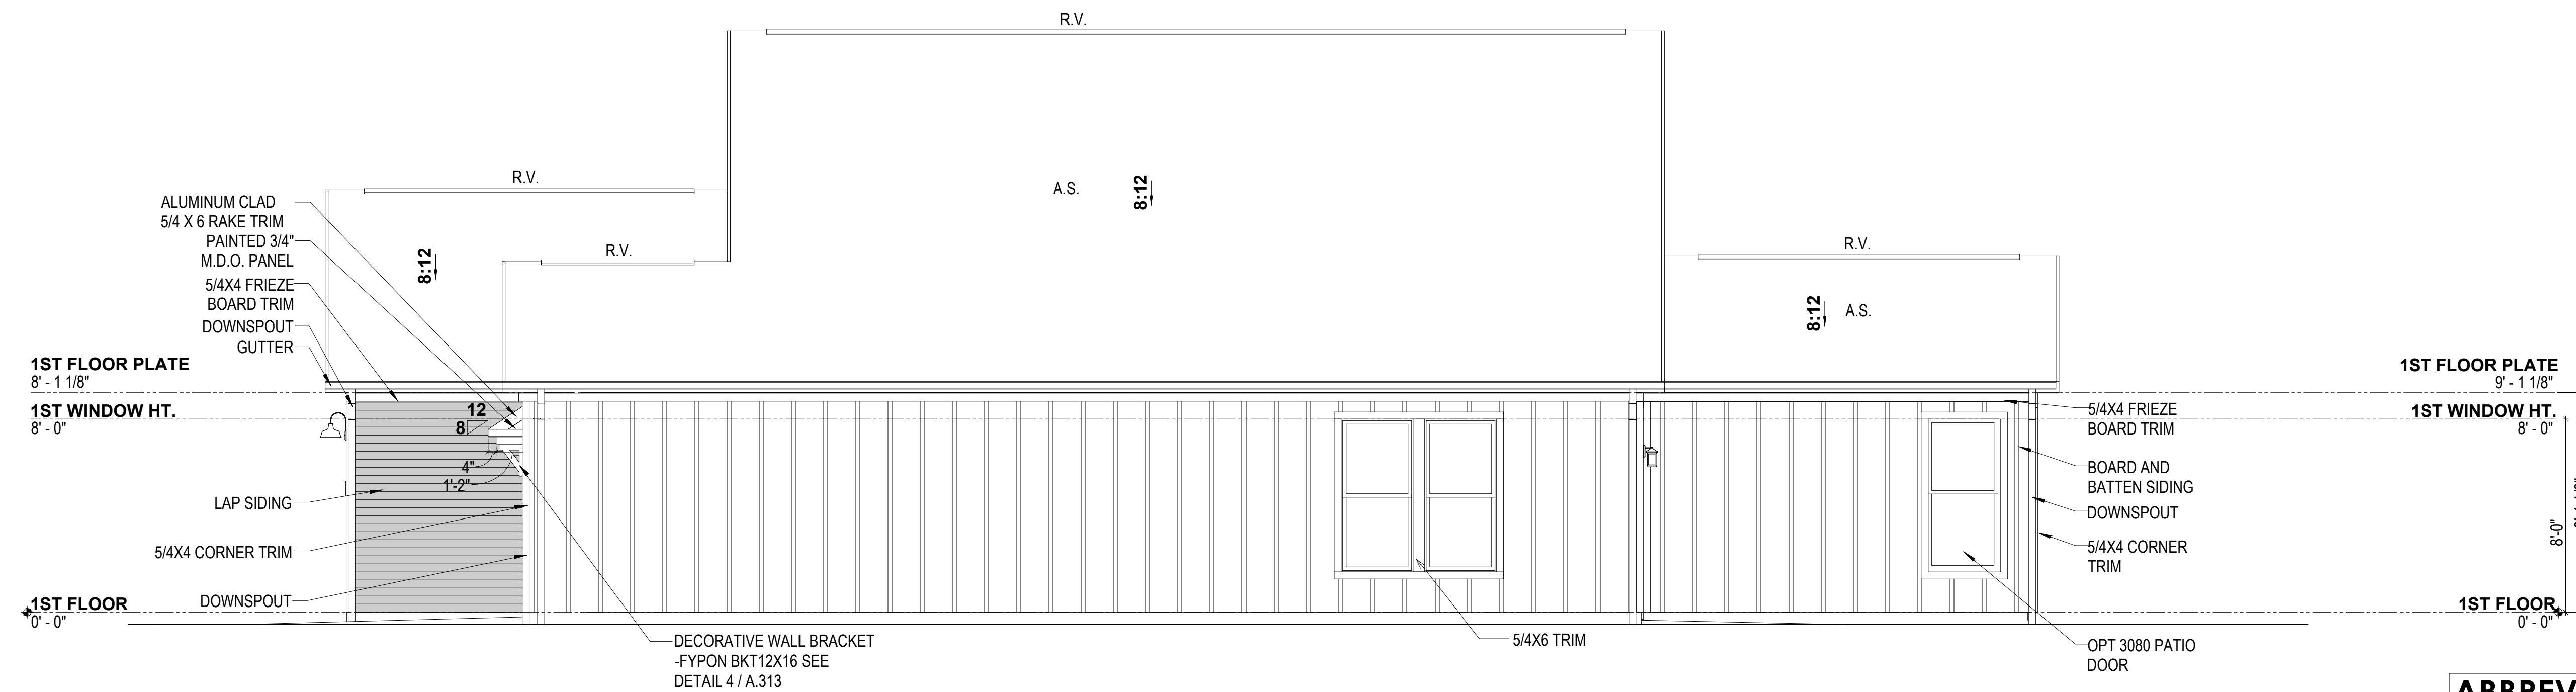 R.V.
R.V.
R.V.
R.V.
A.S.
8:12
8:12
A.S.
8:12
ALUMINUM CLAD
5/4 X 6 RAKE TRIM
PAINTED 3/4"
M.D.O. PANEL
5/4X4 FRIEZE
BOARD TRIM
DOWNSPOUT
GUTTER
1ST FLOOR PLATE
8' - 1 1/8"
1ST WINDOW HT.
8' - 0"
12
8
4"
1'-2"
LAP SIDING
5/4X4 CORNER TRIM
DOWNSPOUT
1ST FLOOR
0' - 0"
DECORATIVE WALL BRACKET
-FYPON BKT12X16 SEE
DETAIL 4 / A.313
5/4X6 TRIM
1ST FLOOR PLATE
9' - 1 1/8"
1ST WINDOW HT.
8' - 0"
5/4X4 FRIEZE
BOARD TRIM
BOARD AND
BATTEN SIDING
DOWNSPOUT
5/4X4 CORNER
TRIM
8'-0"
1ST FLOOR
0' - 0"
OPT 3080 PATIO
DOOR